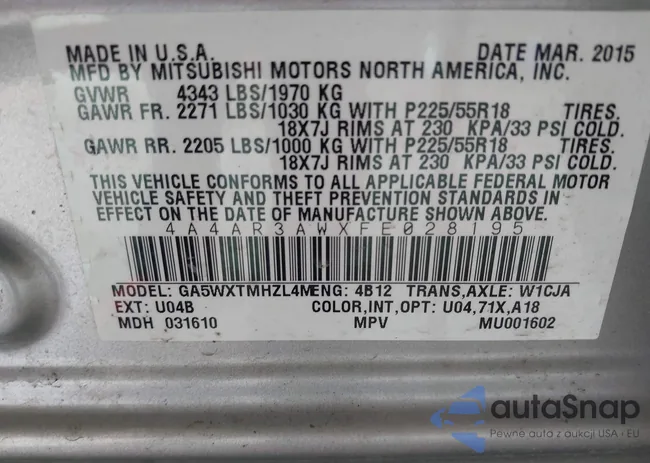 MADE IN U.S.A. DATE MAR. 2015
MFD BY MITSUBISHI MOTORS NORTH AMERICA, INC.
GVWR 4343 LBS/1970 KG
GAWR FR. 2271 LBS/1030 KG WITH P225/55R18 TIRES.
18X7J RIMS AT 230 KPA/33 PSI COLD.
GAWR RR. 2205 LBS/1000 KG WITH P225/55R18 TIRES.
18X7J RIMS AT 230 KPA/33 PSI COLD.
THIS VEHICLE CONFORMS TO ALL APPLICABLE FEDERAL MOTOR
VEHICLE SAFETY AND THEFT PREVENTION STANDARDS IN
EFFECT ON THE DATE OF MANUFACTURE SHOWN ABOVE.
4A4AR3AWXFE028195
MODEL: GA5WXTMHZL4MENG: 4B12 TRANS,AXLE: W1CJA
EXT: U04B COLOR,INT,OPT: U04,71X,A18
MDH 031610 MPV MU001602
autoSnap
Pewne auta z aukcji USA i EU